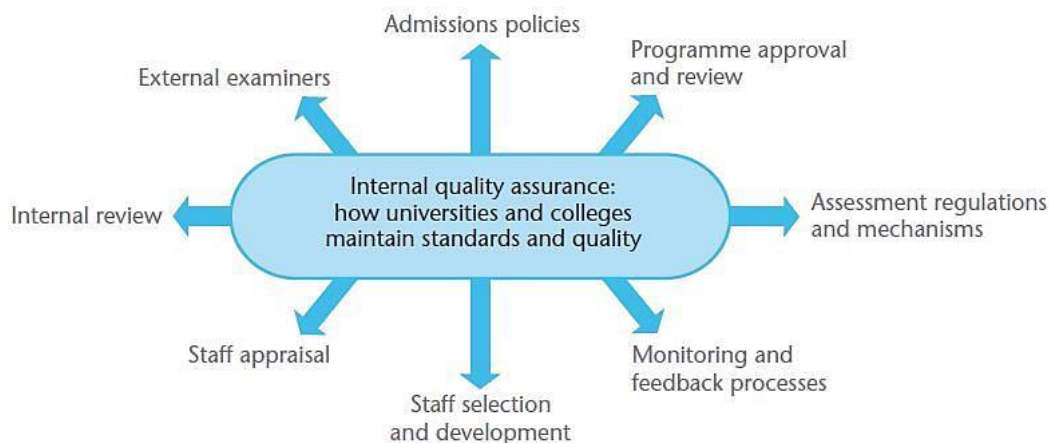 Admissions policies
Programme approval
and review
External examiners
Internal quality assurance:
how universities and colleges
maintain standards and quality
Internal review
Assessment regulations
and mechanisms
Staff appraisal
Monitoring and
feedback processes
Staff selection
and development